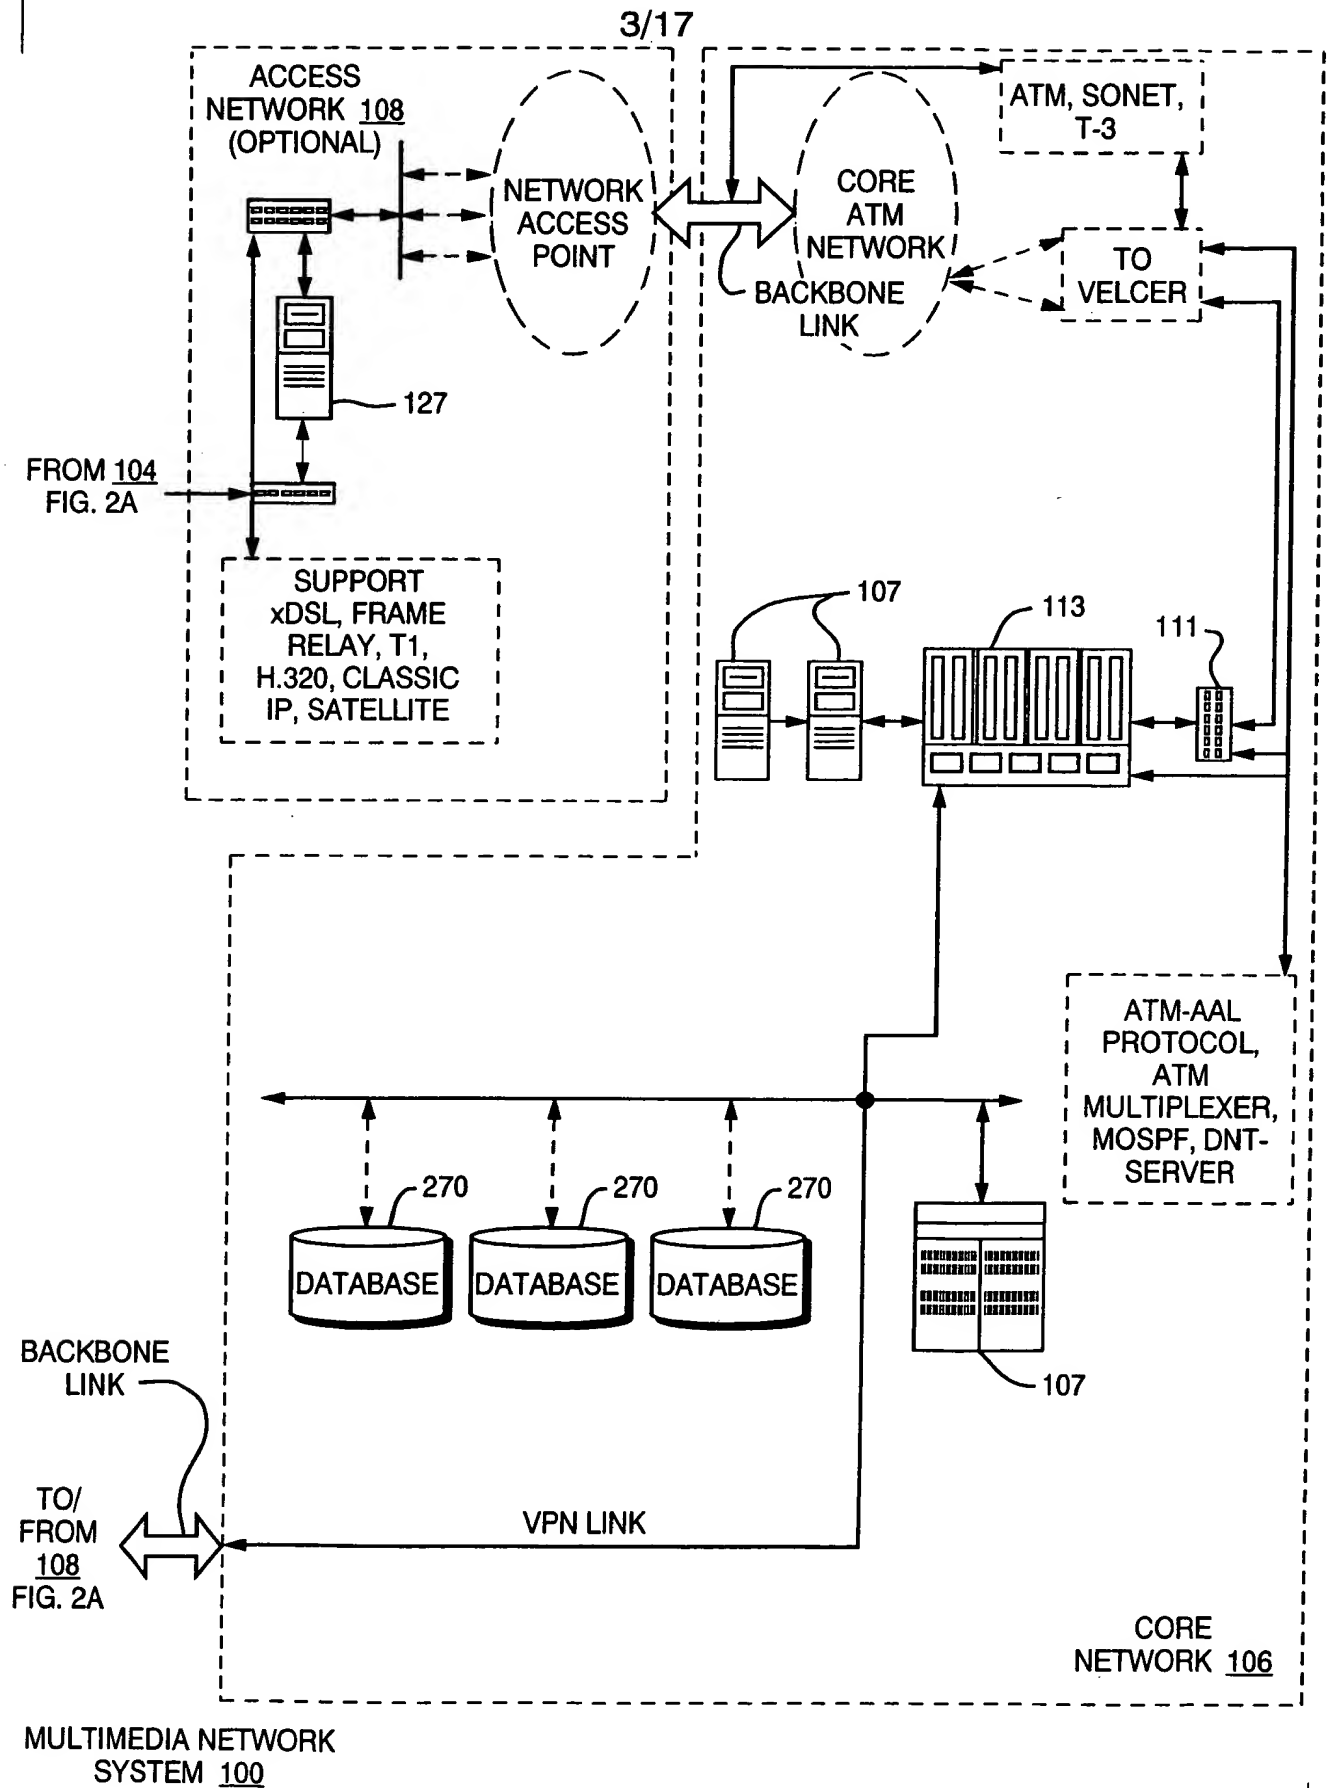 3/17
ACCESS
NETWORK 108
(OPTIONAL)
NETWORK
ACCESS
POINT
CORE
ATM
NETWORK
ATM, SONET,
T-3
TO
VELCER
BACKBONE
LINK
127
FROM 104
FIG. 2A
SUPPORT
xDSL, FRAME
RELAY, T1,
H.320, CLASSIC
IP, SATELLITE
107
113
111
ATM-AAL
PROTOCOL,
ATM
MULTIPLEXER,
MOSPF, DNT-
SERVER
270
270
270
DATABASE
DATABASE
DATABASE
107
BACKBONE
LINK
TO/
FROM
108
FIG. 2A
VPN LINK
CORE
NETWORK 106
MULTIMEDIA NETWORK
SYSTEM 100